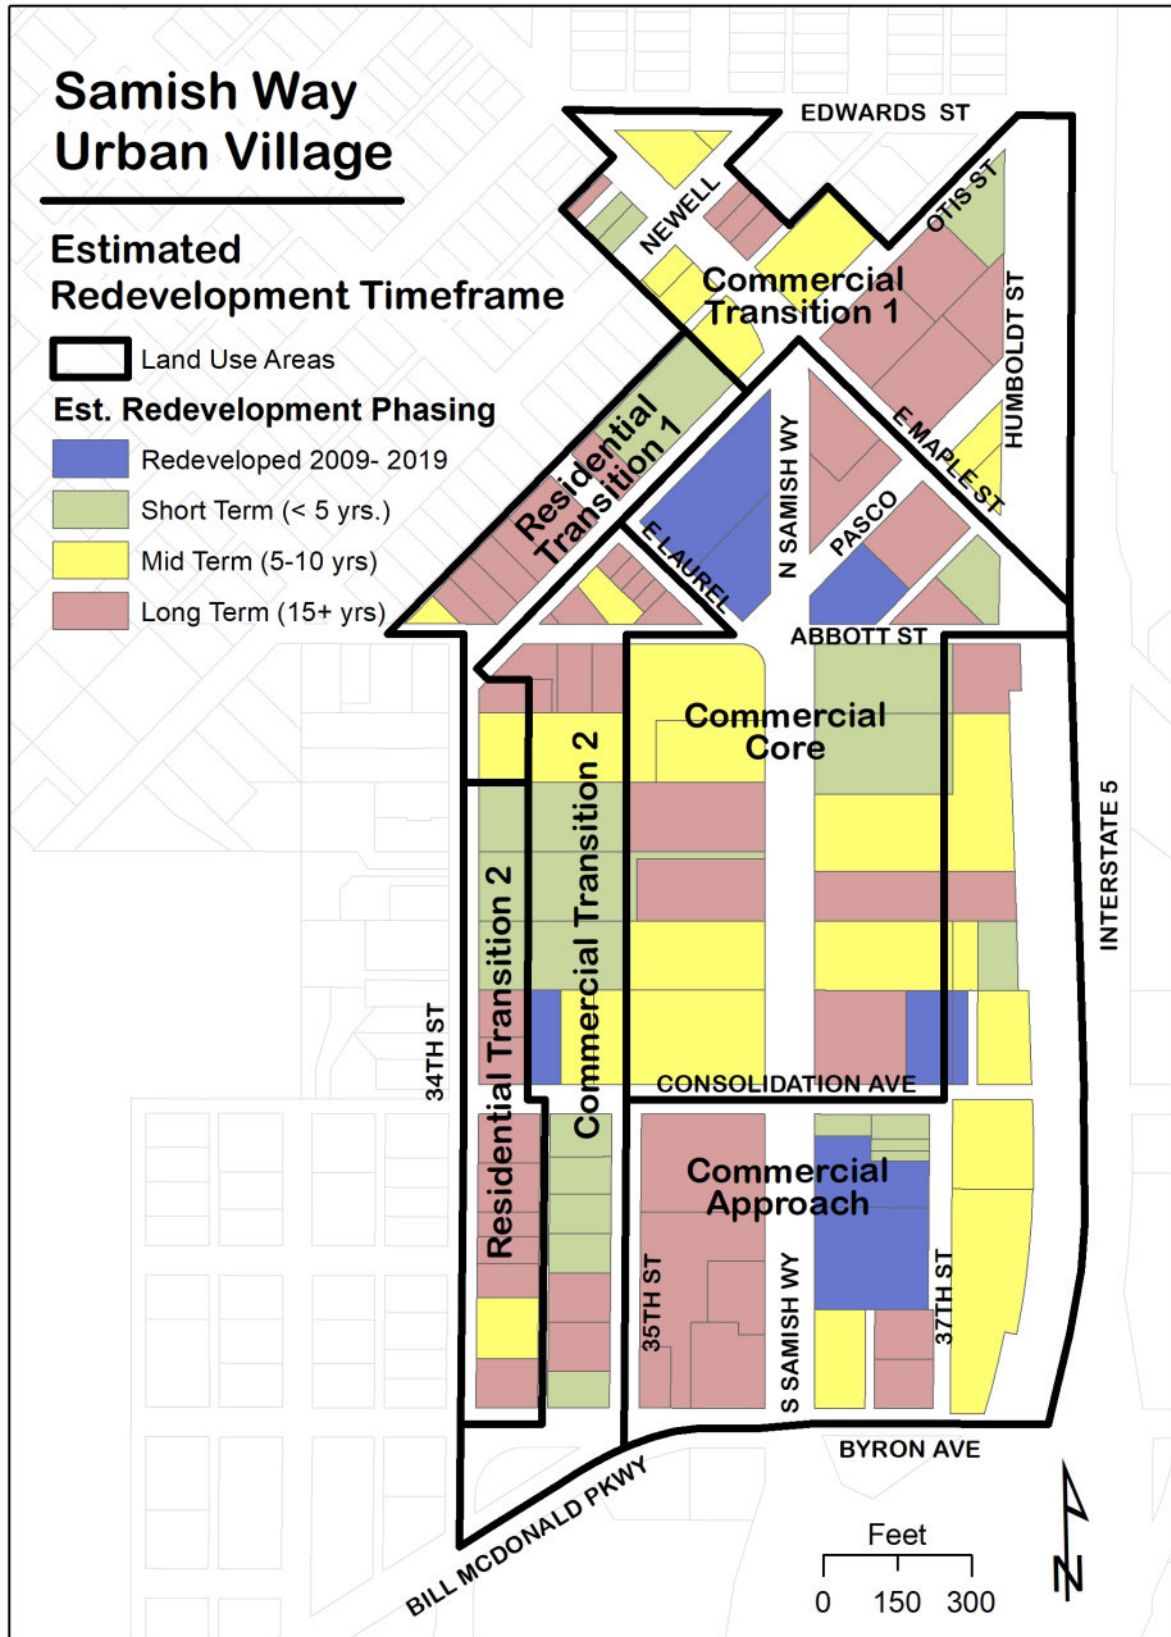 Samish Way
Urban Village
Estimated
Redevelopment Timeframe
Land Use Areas
Est. Redevelopment Phasing
Redeveloped 2009- 2019
Short Term (< 5 yrs.)
Mid Term (5-10 yrs)
Long Term (15+ yrs)
EDWARDS ST
NEWELL
OTIS ST
HUMBOLDT ST
Commercial
Transition 1
E MAPLE ST
Residential
Transition 1
N SAMISH WY
PASCO
E LAUREL
ABBOTT ST
Commercial
Core
Commercial Transition 2
Residential Transition 2
INTERSTATE 5
34TH ST
CONSOLIDATION AVE
Commercial
Approach
35TH ST
S SAMISH WY
37TH ST
BYRON AVE
BILL MCDONALD PKWY
Feet
0 150 300
N